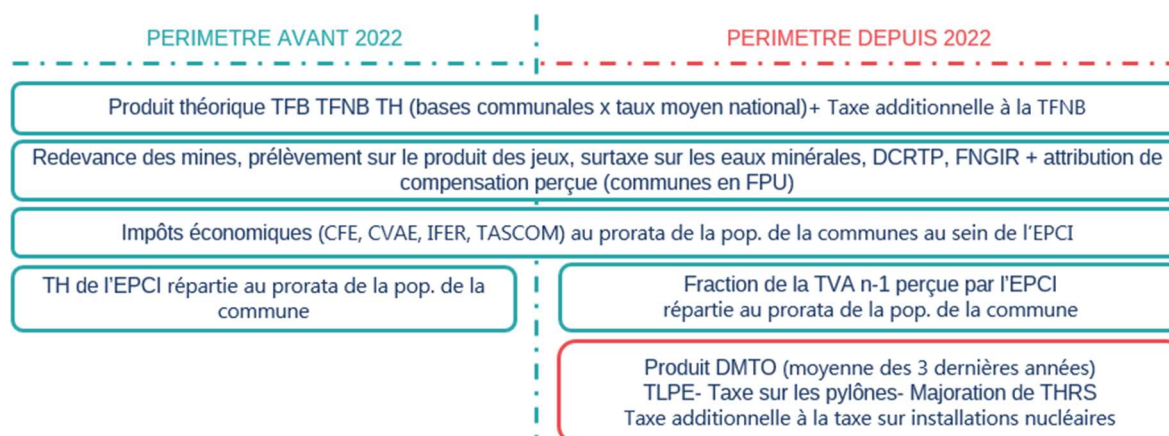 PERIMETRE AVANT 2022
PERIMETRE DEPUIS 2022
Produit théorique TFB TFNB TH (bases communales x taux moyen national)+ Taxe additionnelle à la TFNB
Redevance des mines, prélèvement sur le produit des jeux, surtaxe sur les eaux minérales, DCRTP, FNGIR + attribution de
compensation perçue (communes en FPU)
Impôts économiques (CFE, CVAE, IFER, TASCOM) au prorata de la pop. de la communes au sein de l'EPCI
TH de l'EPCI répartie au prorata de la pop. de la
commune
Fraction de la TVA n-1 perçue par l'EPCI
répartie au prorata de la pop. de la commune
Produit DMTO (moyenne des 3 dernières années)
TLPE- Taxe sur les pylônes- Majoration de THRS
Taxe additionnelle à la taxe sur installations nucléaires